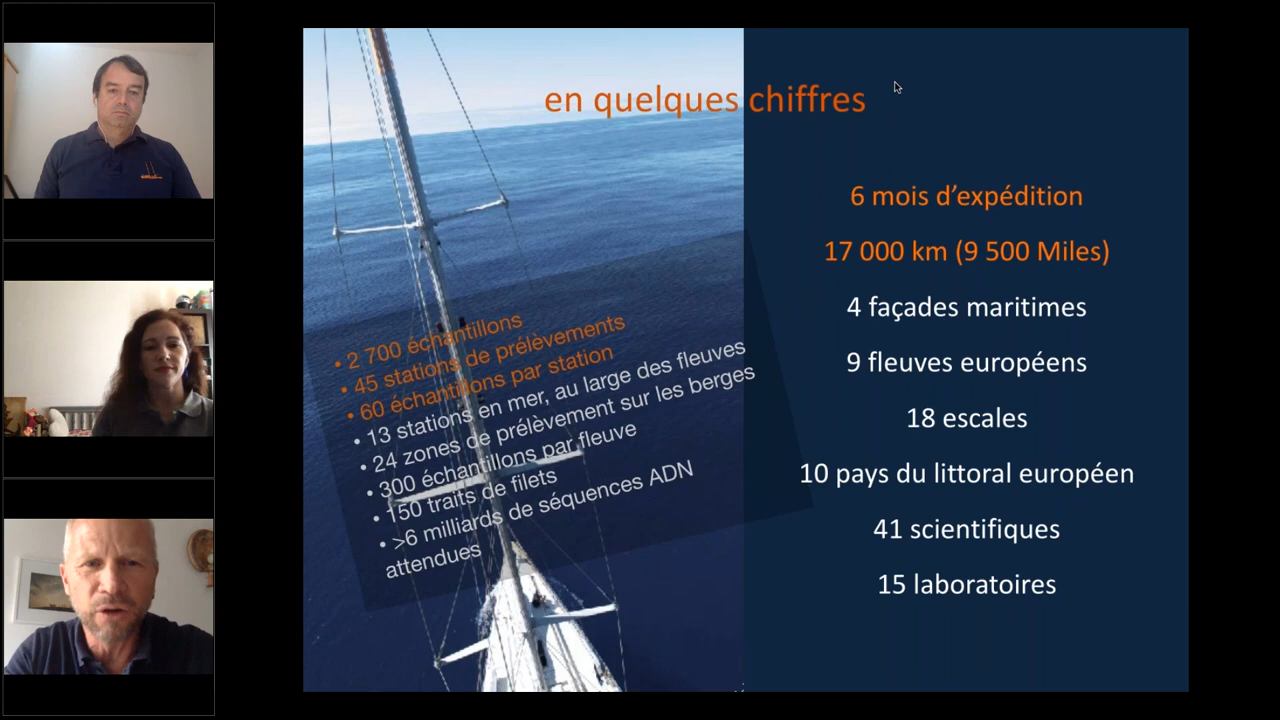 en quelques chiffres
• 2 700 échantillons
• 45 stations de prélèvements
• 60 échantillons par station
• 13 stations en mer, au large des fleuves
• 24 zones de prélèvement sur les berges
• 300 échantillons par fleuve
• 150 traits de filets
• >6 milliards de séquences ADN
attendues
6 mois d’expédition
17 000 km (9 500 Miles)
4 façades maritimes
9 fleuves européens
18 escales
10 pays du littoral européen
41 scientifiques
15 laboratoires